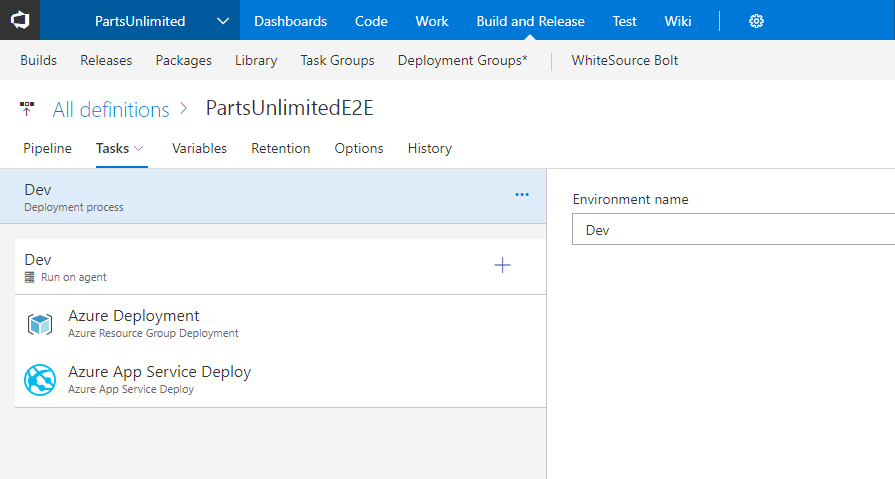 PartsUnlimited Dashboards Code Work Build and Release Test Wiki
Builds Releases Packages Library Task Groups Deployment Groups* WhiteSource Bolt
All definitions > PartsUnlimitedE2E
Pipeline Tasks Variables Retention Options History
Dev
Deployment process
...
Environment name
Dev
Dev
Run on agent
Azure Deployment
Azure Resource Group Deployment
Azure App Service Deploy
Azure App Service Deploy